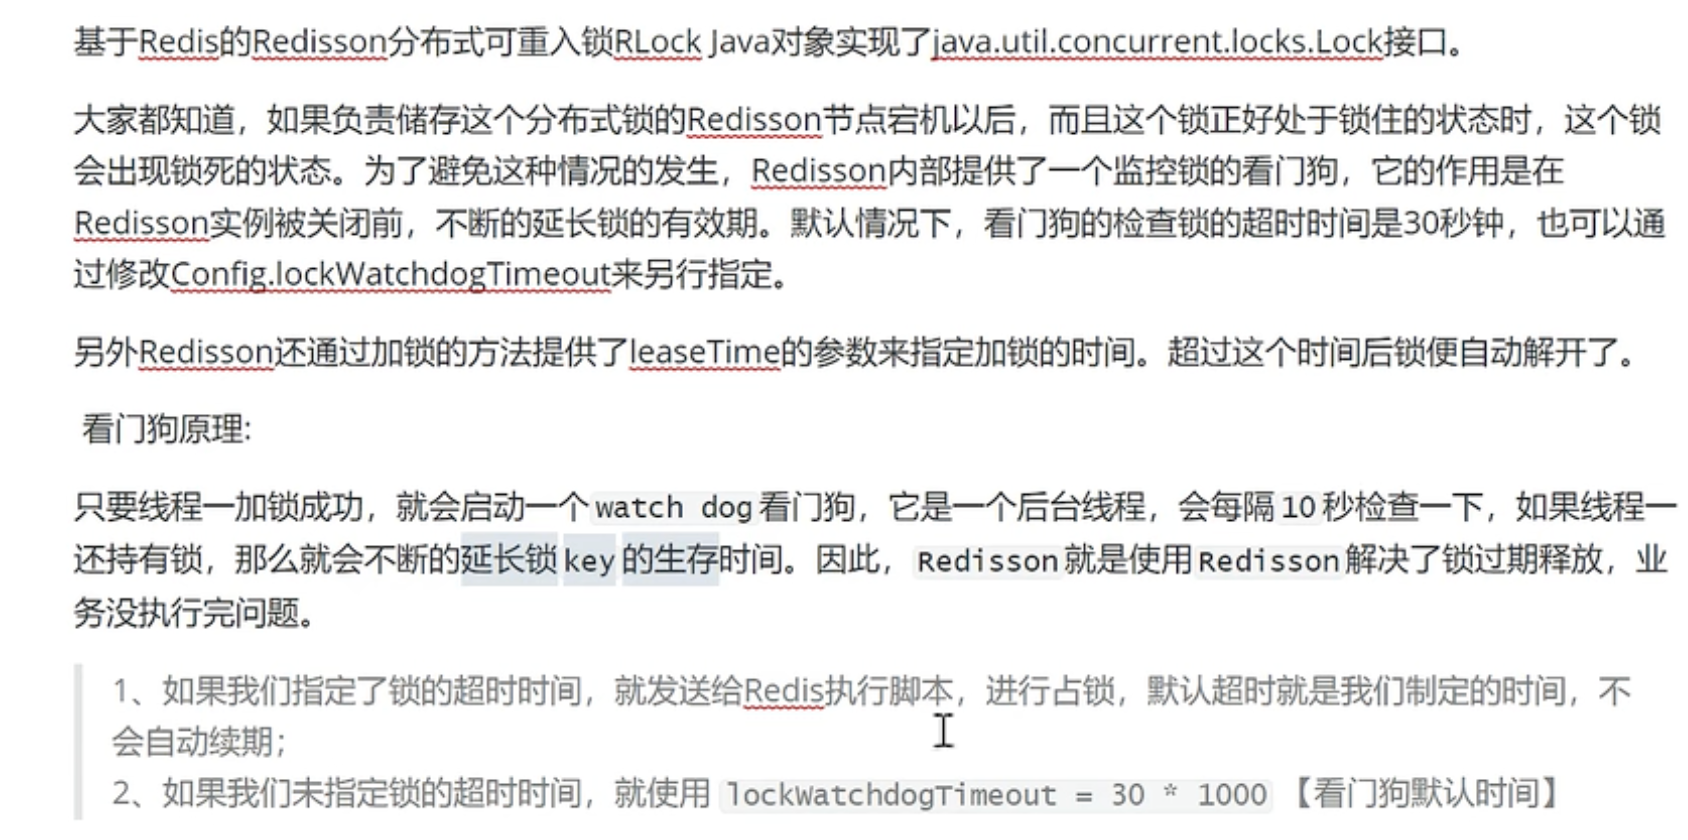 基于Redis的Redisson分布式可重入锁RLock Java对象实现了java.util.concurrent.locks.Lock接口。
大家都知道，如果负责储存这个分布式锁的Redisson节点宕机以后，而且这个锁正好处于锁住的状态时，这个锁
会出现锁死的状态。为了避免这种情况的发生，Redisson内部提供了一个监控锁的看门狗，它的作用是在
Redisson实例被关闭前，不断的延长锁的有效期。默认情况下，看门狗的检查锁的超时时间是30秒钟，也可以通
过修改Config.lockWatchdogTimeout来另行指定。
另外Redisson还通过加锁的方法提供了leaseTime的参数来指定加锁的时间。超过这个时间后锁便自动解开了。
看门狗原理:
只要线程一加锁成功，就会启动一个watch dog看门狗，它是一个后台线程，会每隔10秒检查一下，如果线程一
还持有锁，那么就会不断的延长锁key的生存时间。因此，Redisson就是使用Redisson解决了锁过期释放，业
务没执行完问题。
1、如果我们指定了锁的超时时间，就发送给Redis执行脚本，进行占锁，默认超时就是我们制定的时间，不
会自动续期；
2、如果我们未指定锁的超时时间，就使用 lockWatchdogTimeout = 30 * 1000 【看门狗默认时间】